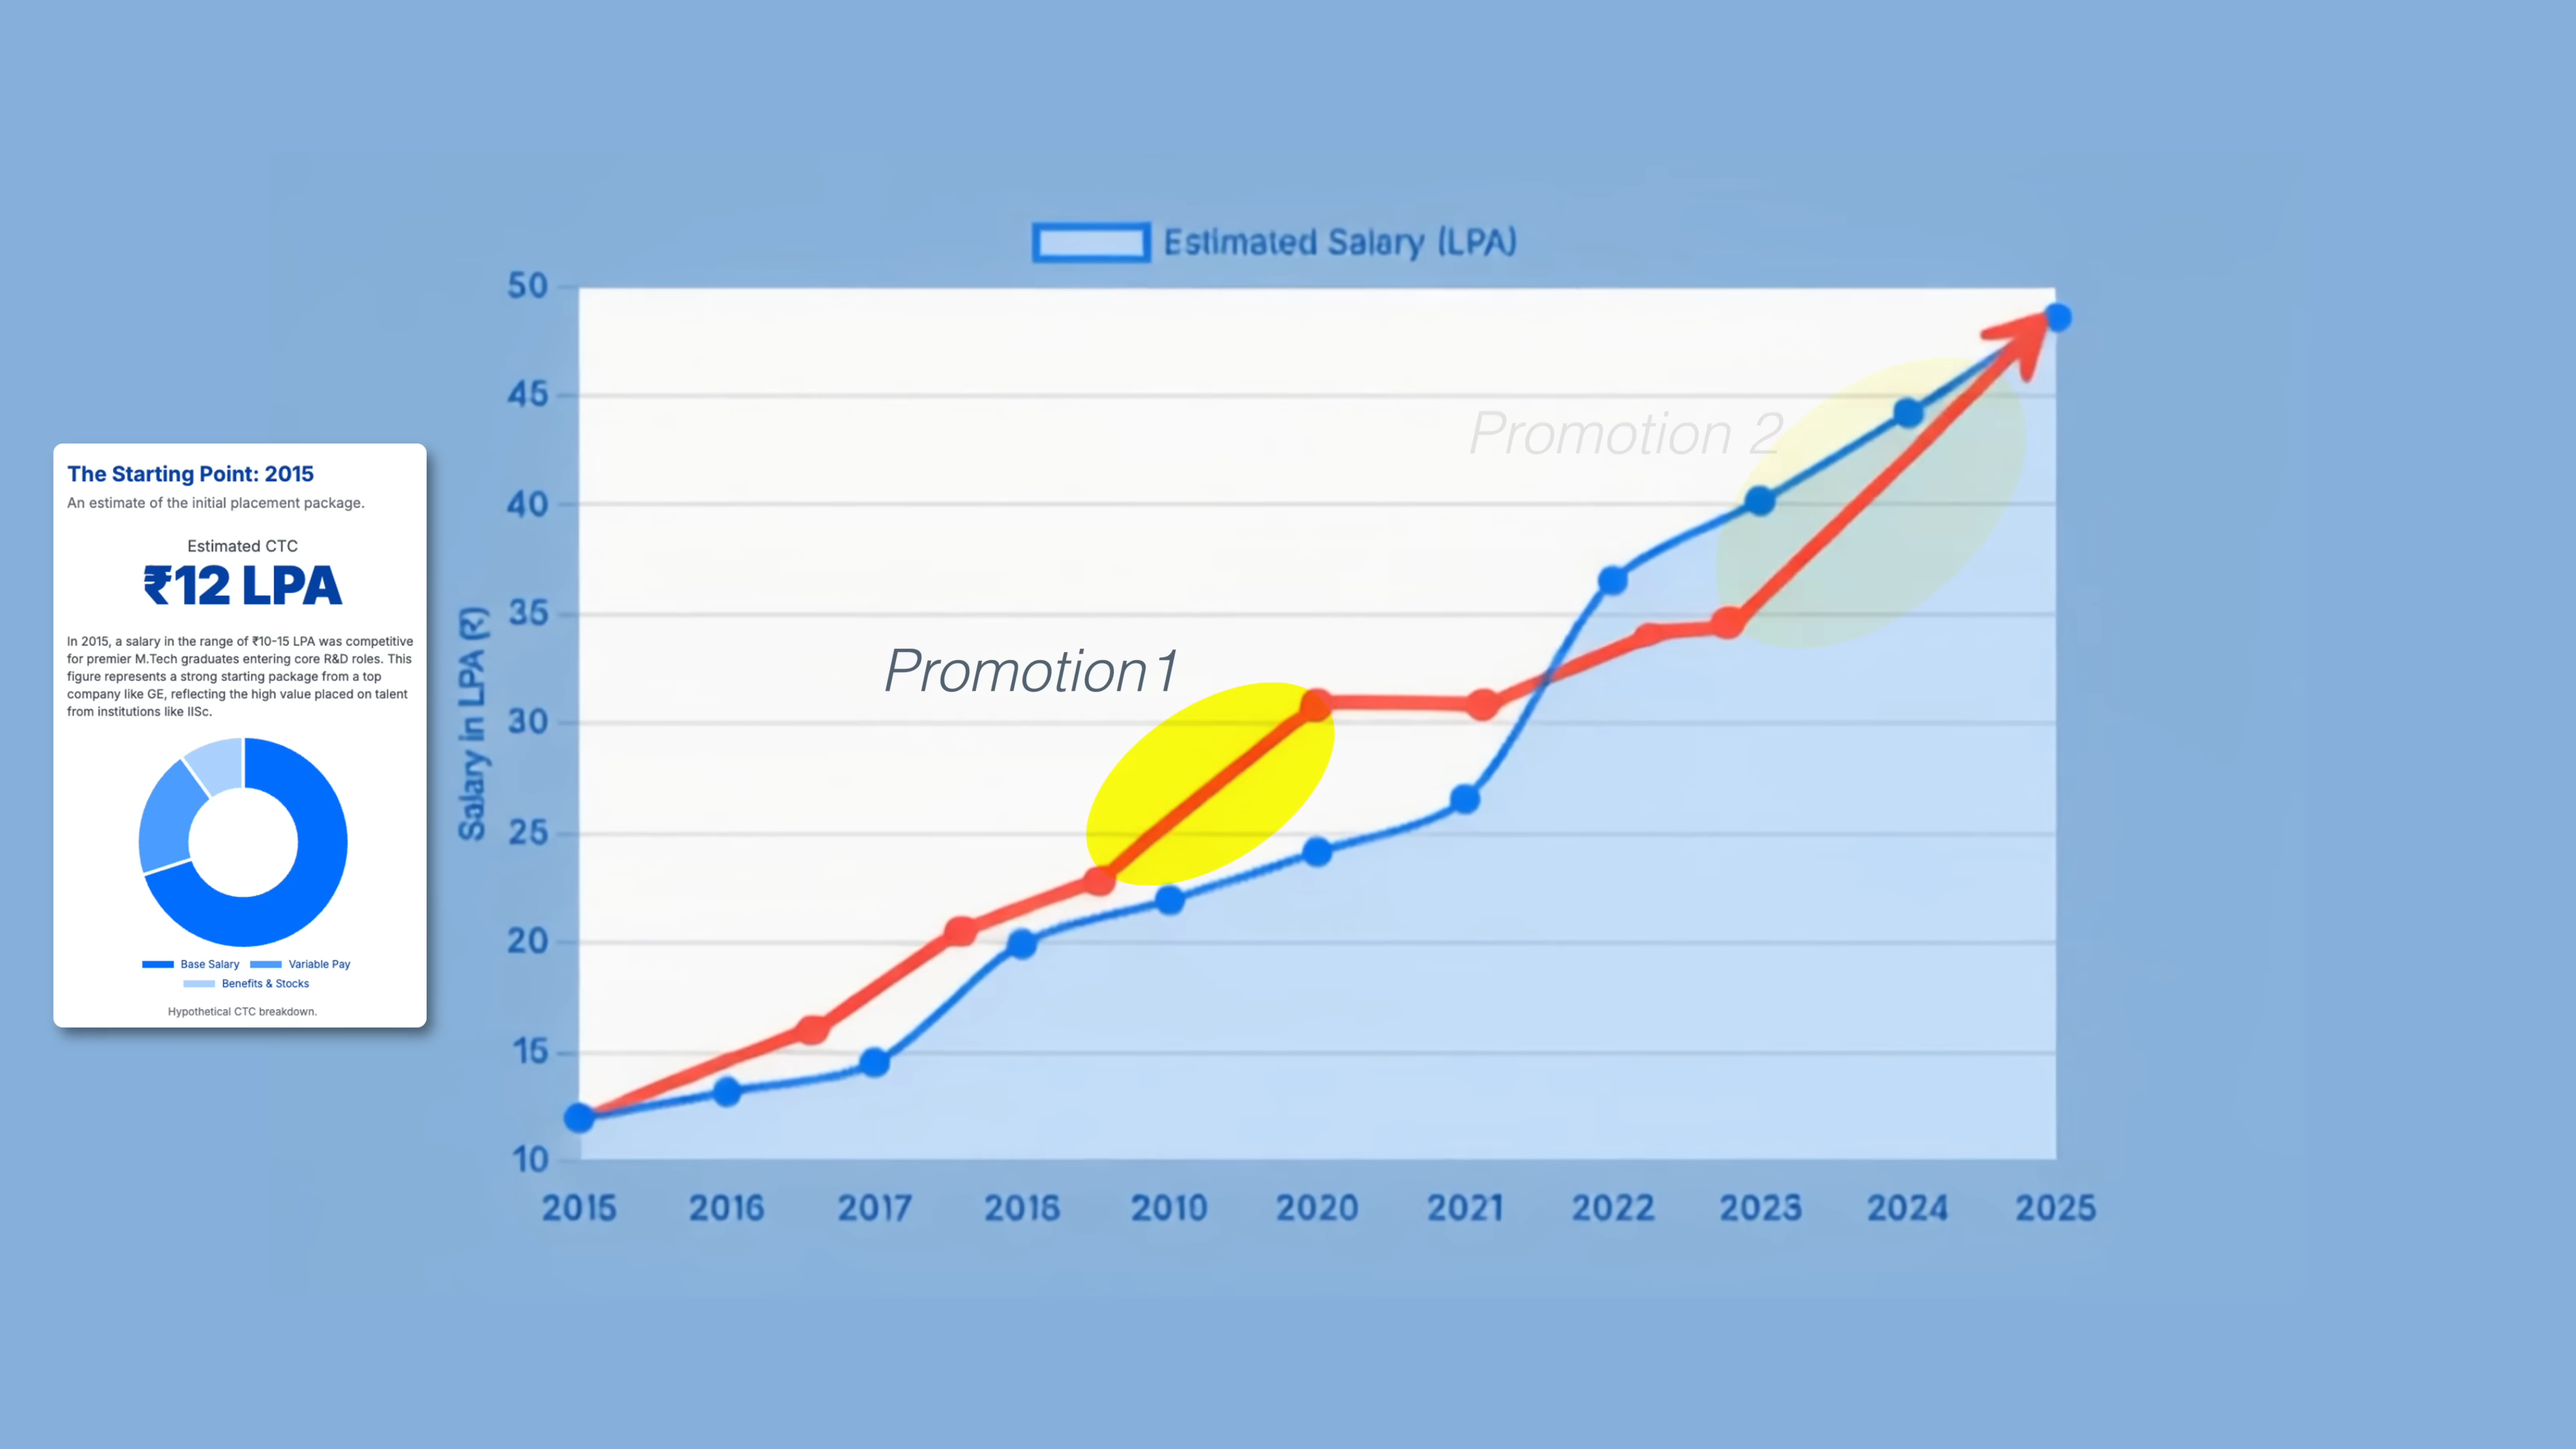 Estimated Salary (LPA)
50
45
40
35
30
25
20
15
10
Salary in LPA (₹)
2015
2016
2017
2018
2010
2020
2021
2022
2023
2024
2025
Promotion1
Promotion 2
The Starting Point: 2015
An estimate of the initial placement package.
Estimated CTC
₹12 LPA
In 2015, a salary in the range of ₹10-15 LPA was competitive
for premier M.Tech graduates entering core R&D roles. This
figure represents a strong starting package from a top
company like GE, reflecting the high value placed on talent
from institutions like IISc.
Base Salary
Variable Pay
Benefits & Stocks
Hypothetical CTC breakdown.